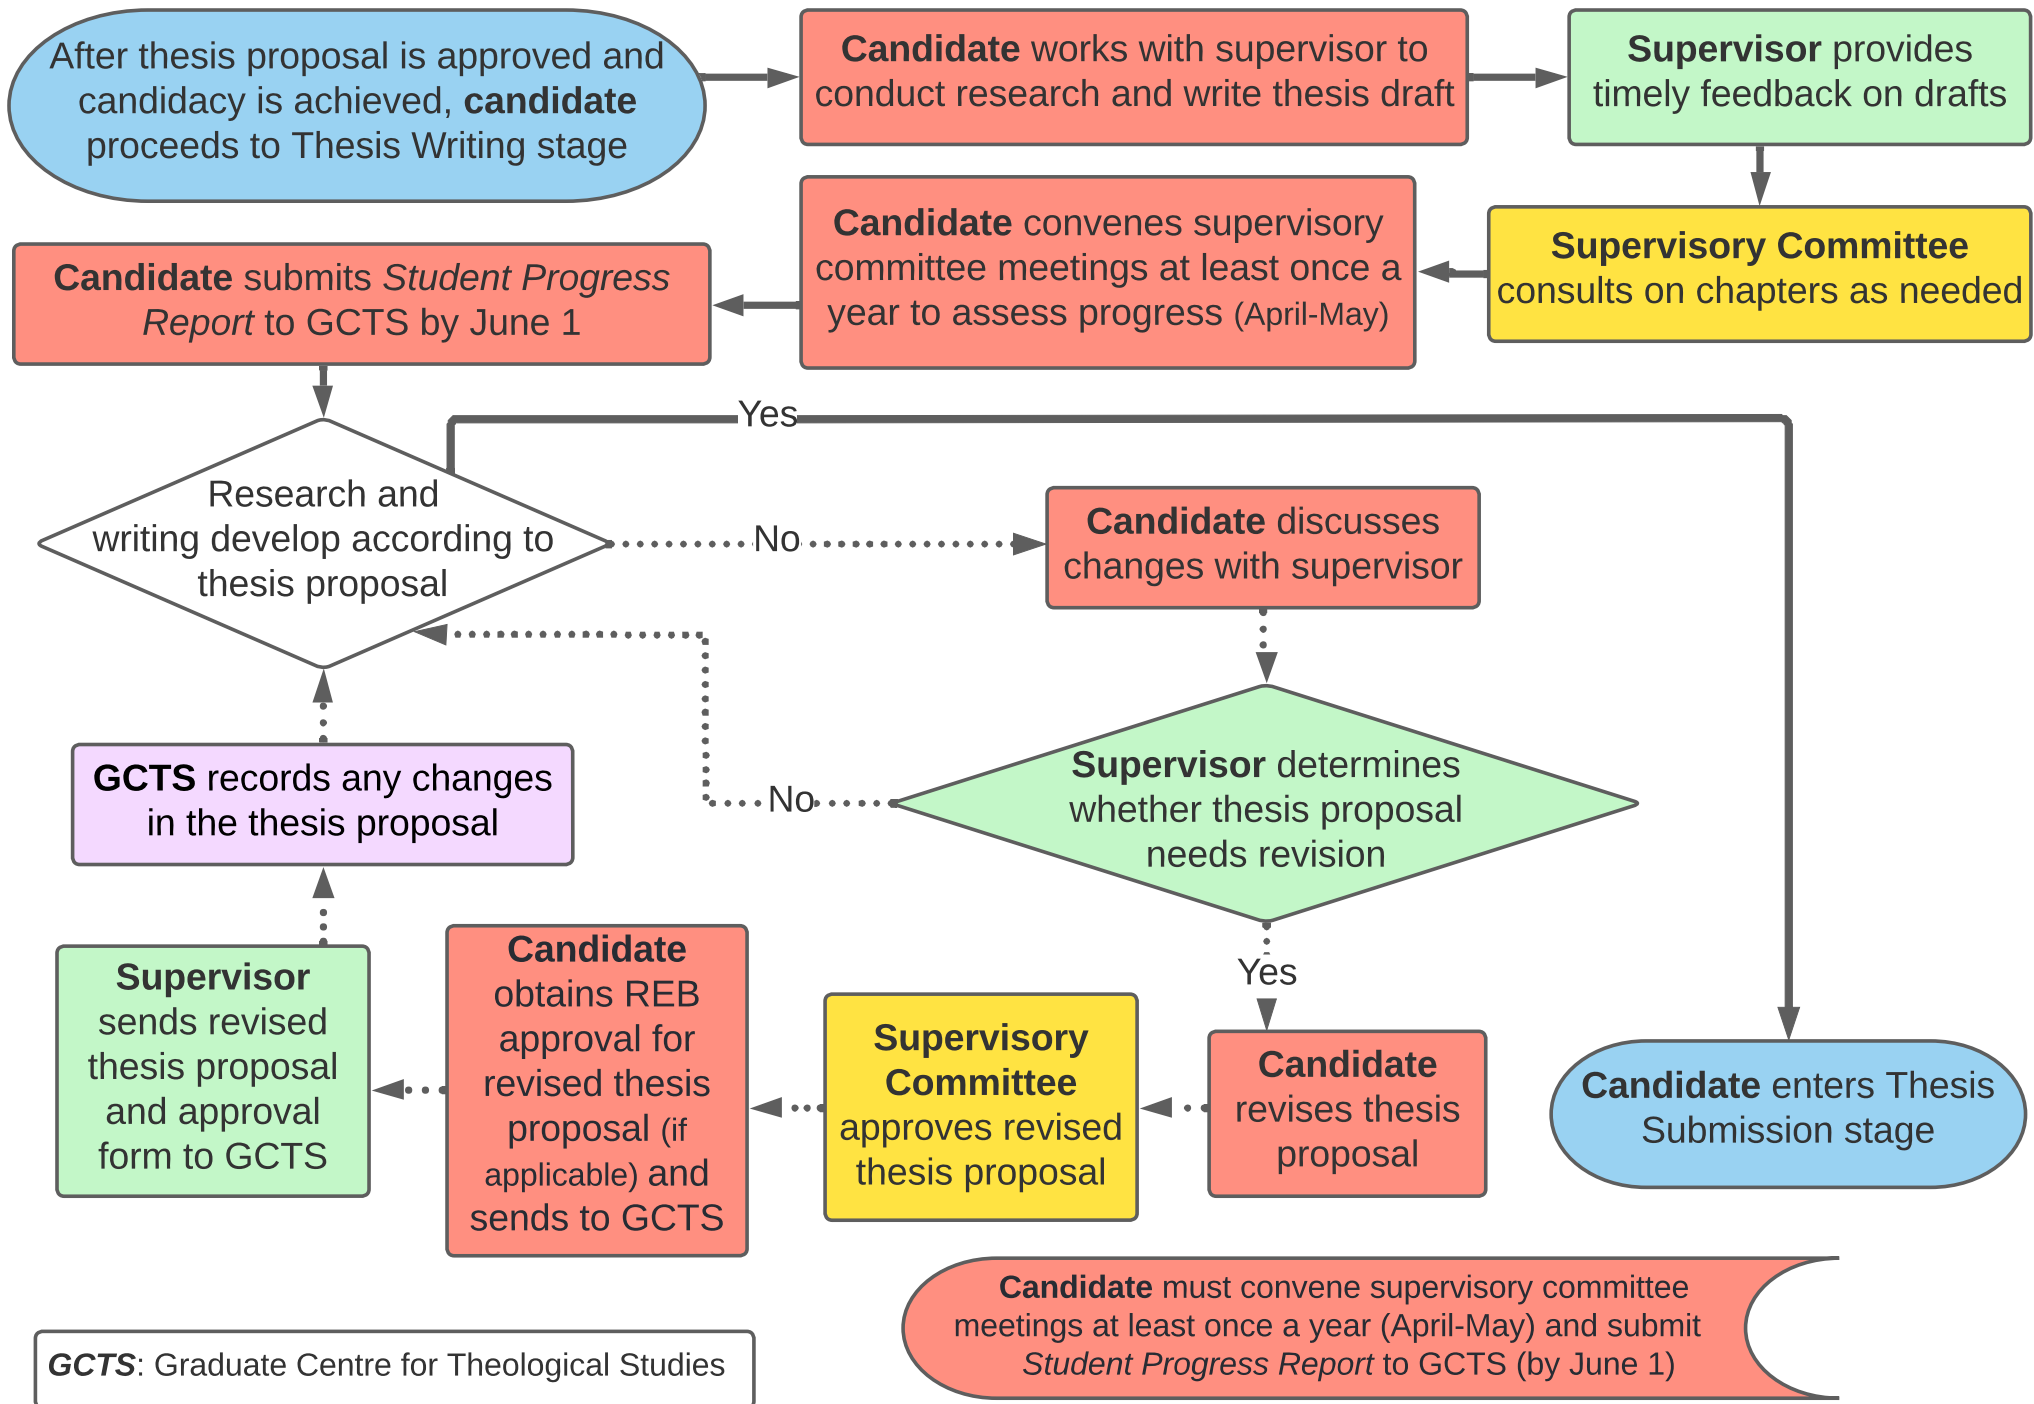 After thesis proposal is approved and
candidacy is achieved, candidate
proceeds to Thesis Writing stage
Candidate works with supervisor to
conduct research and write thesis draft
Supervisor provides
timely feedback on drafts
Supervisory Committee
consults on chapters as needed
Candidate convenes supervisory
committee meetings at least once a
year to assess progress (April-May)
Candidate submits Student Progress
Report to GCTS by June 1
Research and
writing develop according to
thesis proposal
Yes
No
Candidate discusses
changes with supervisor
Supervisor determines
whether thesis proposal
needs revision
No
Yes
Candidate
revises thesis
proposal
Supervisory
Committee
approves revised
thesis proposal
Candidate
obtains REB
approval for
revised thesis
proposal (if
applicable) and
sends to GCTS
Supervisor
sends revised
thesis proposal
and approval
form to GCTS
GCTS records any changes
in the thesis proposal
Candidate enters Thesis
Submission stage
Candidate must convene supervisory committee
meetings at least once a year (April-May) and submit
Student Progress Report to GCTS (by June 1)
GCTS: Graduate Centre for Theological Studies